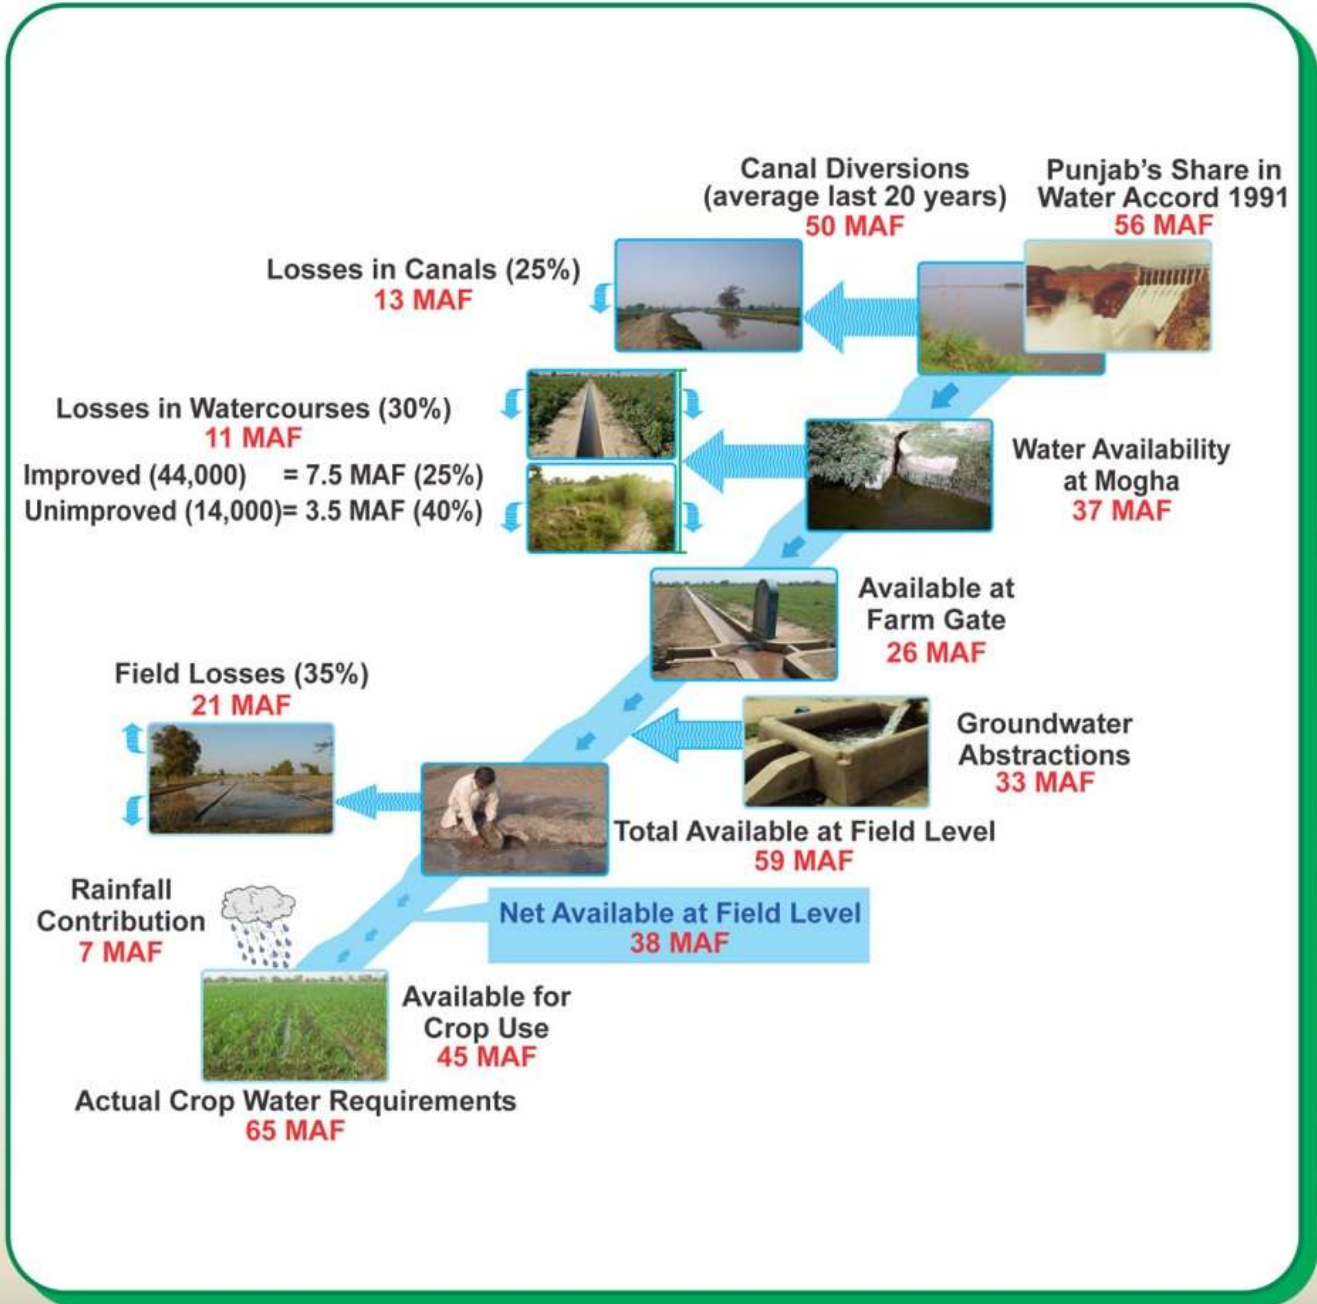 Canal Diversions
(average last 20 years)
50 MAF
Punjab's Share in
Water Accord 1991
56 MAF
Losses in Canals (25%)
13 MAF
Losses in Watercourses (30%)
11 MAF
Improved (44,000) = 7.5 MAF (25%)
Unimproved (14,000)= 3.5 MAF (40%)
Water Availability
at Mogha
37 MAF
Available at
Farm Gate
26 MAF
Field Losses (35%)
21 MAF
Groundwater
Abstractions
33 MAF
Total Available at Field Level
59 MAF
Rainfall
Contribution
7 MAF
Net Available at Field Level
38 MAF
Available for
Crop Use
45 MAF
Actual Crop Water Requirements
65 MAF